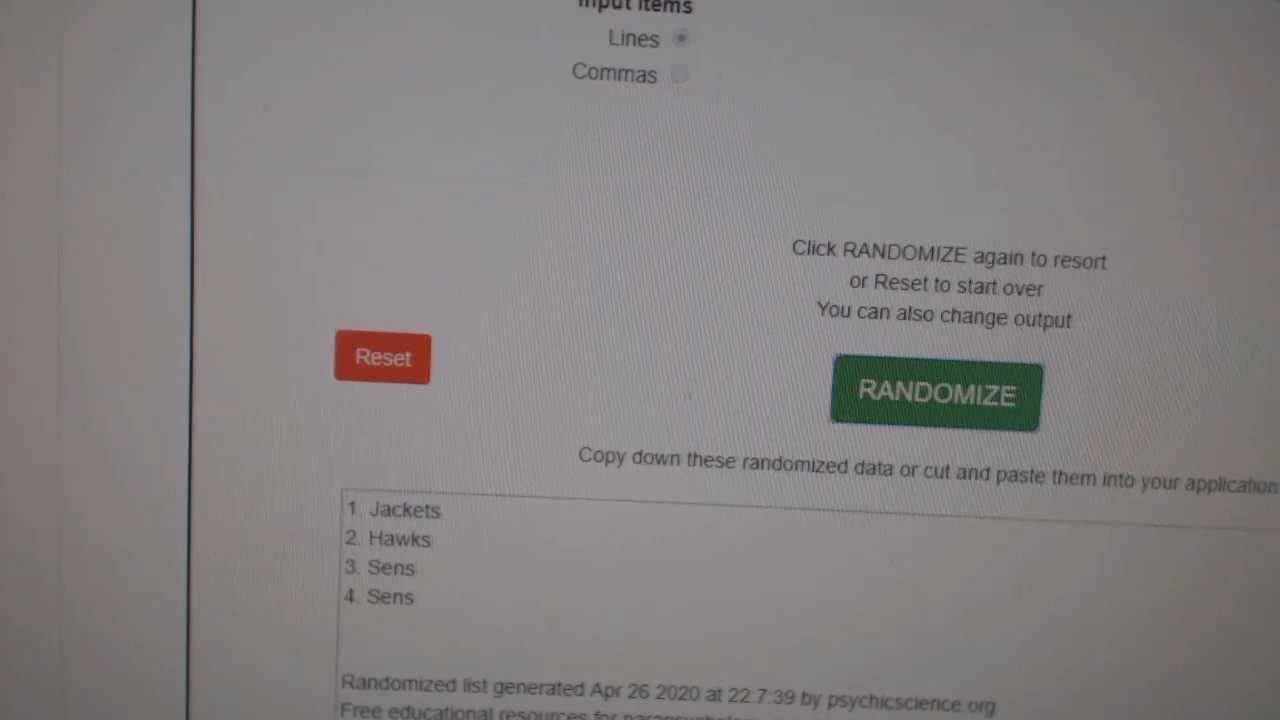 Input Items
Lines
Commas
Click RANDOMIZE again to resort
or Reset to start over
You can also change output
Reset
RANDOMIZE
Copy down these randomized data or cut and paste them into your application
1. Jackets
2. Hawks
3. Sens
4. Sens
Randomized list generated Apr 26 2020 at 22:7:39 by psychicscience.org
Free educational resources for